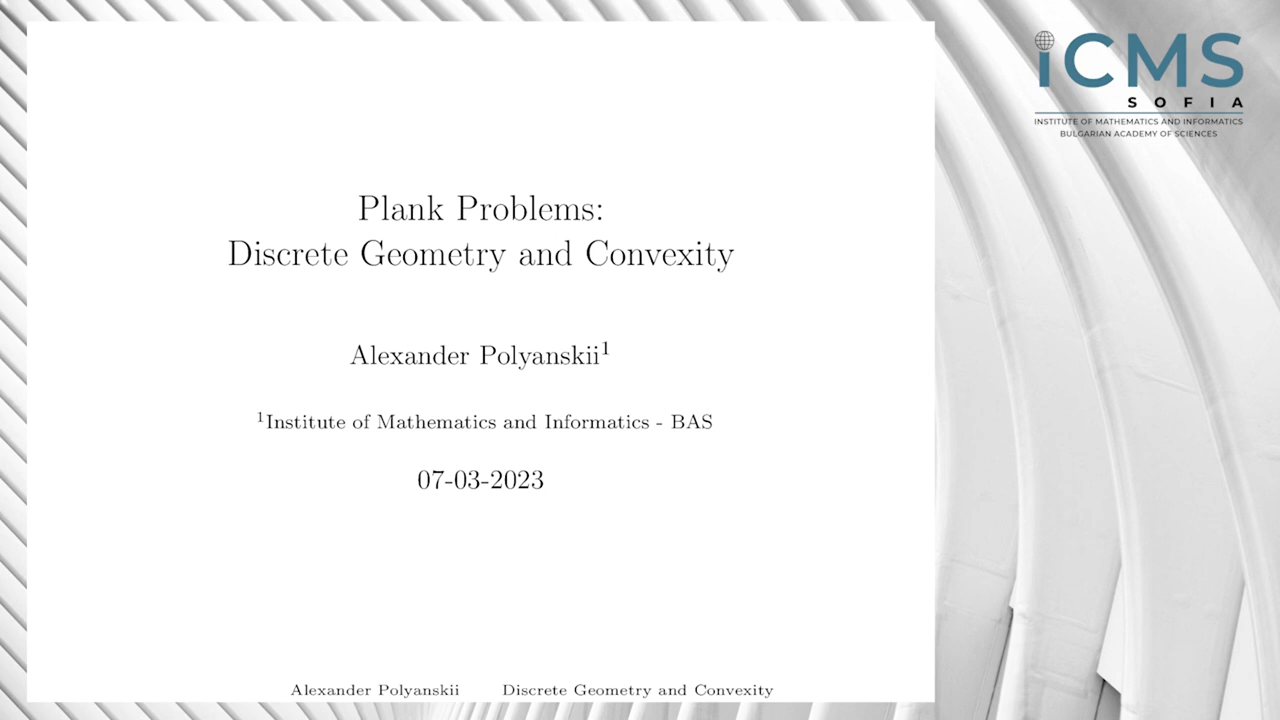 iCMS
SOFIA
INSTITUTE OF MATHEMATICS AND INFORMATICS
BULGARIAN ACADEMY OF SCIENCES
Plank Problems:
Discrete Geometry and Convexity
Alexander Polyanskii¹
¹Institute of Mathematics and Informatics - BAS
07-03-2023
Alexander Polyanskii Discrete Geometry and Convexity